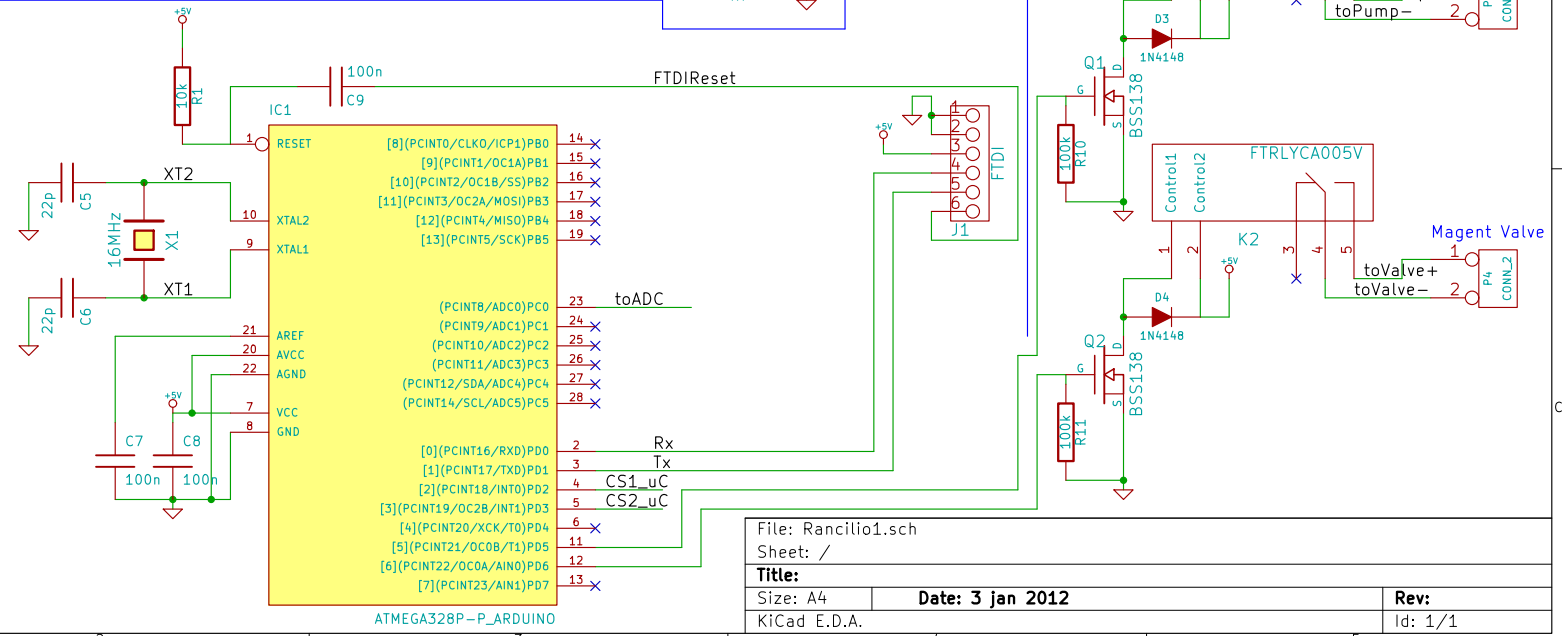 +5V
10k
R1
100n
C9
FTDIReset
IC1
1
RESET
XT2
22p
C5
10
XTAL2
16MHz
X1
9
XTAL1
XT1
22p
C6
21
AREF
20
AVCC
22
AGND
+5V
7
VCC
8
GND
C7
100n
C8
100n
[8](PCINT0/CLKO/ICP1)PB0
14
[9](PCINT1/OC1A)PB1
15
[10](PCINT2/OC1B/SS)PB2
16
[11](PCINT3/OC2A/MOSI)PB3
17
[12](PCINT4/MISO)PB4
18
[13](PCINT5/SCK)PB5
19
(PCINT8/ADC0)PC0
23
toADC
(PCINT9/ADC1)PC1
24
(PCINT10/ADC2)PC2
25
(PCINT11/ADC3)PC3
26
(PCINT12/SDA/ADC4)PC4
27
(PCINT14/SCL/ADC5)PC5
28
[0](PCINT16/RXD)PD0
2
Rx
[1](PCINT17/TXD)PD1
3
Tx
[2](PCINT18/INT0)PD2
4
CS1_uC
[3](PCINT19/OC2B/INT1)PD3
5
CS2_uC
[4](PCINT20/XCK/T0)PD4
6
[5](PCINT21/OC0B/T1)PD5
11
[6](PCINT22/OC0A/AIN0)PD6
12
[7](PCINT23/AIN1)PD7
13
ATMEGA328P-P_ARDUINO
+5V
1
2
3
4
5
6
FTDI
J1
toPump-
2
CON
D3
1N4148
Q1
D
G
S
BSS138
100k
R10
FTRLYCA005V
Control1
Control2
1
2
3
4
5
K2
+5V
Magent Valve
1
toValve+
toValve-
2
P4
CONN_2
D4
1N4148
Q2
D
G
S
BSS138
100k
R11
C
File: Rancilio1.sch
Sheet: /
Title:
Size: A4
Date: 3 jan 2012
Rev:
KiCad E.D.A.
Id: 1/1